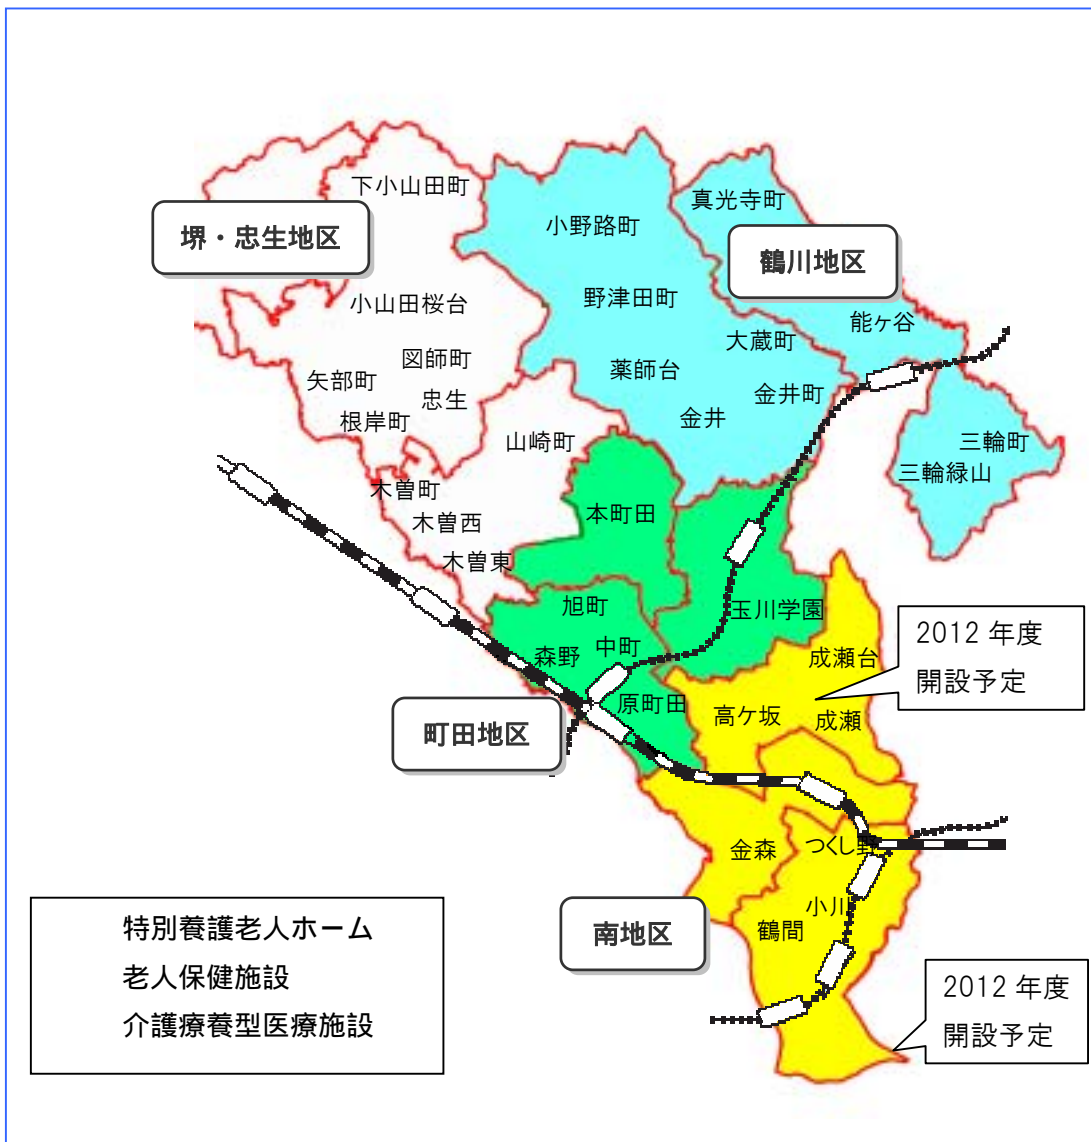 下小山田町
真光寺町
堺・忠生地区
小野路町
鶴川地区
小山田桜台
野津田町
能ヶ谷
大蔵町
図師町
薬師台
矢部町
金井町
忠生
根岸町
金井
山崎町
三輪町
三輪緑山
木曽町
本町田
木曽西
木曽東
旭町
玉川学園
2012 年度
開設予定
中町
森野
成瀬台
原町田
高ケ坂
成瀬
町田地区
金森
つくし野
小川
鶴間
南地区
特別養護老人ホーム
老人保健施設
介護療養型医療施設
2012 年度
開設予定